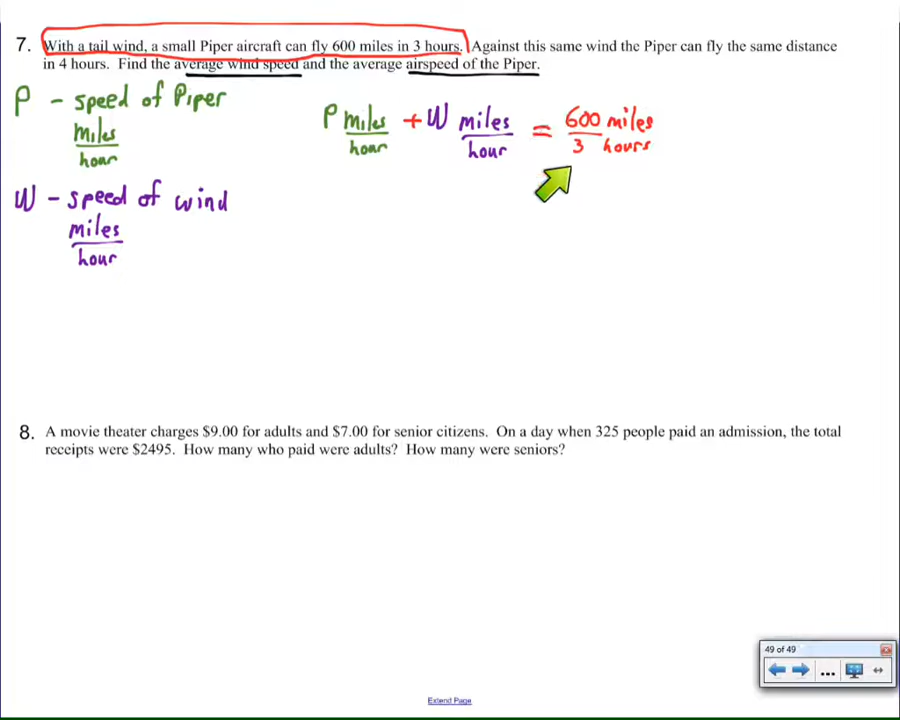 7. With a tail wind, a small Piper aircraft can fly 600 miles in 3 hours. Against this same wind the Piper can fly the same distance
in 4 hours. Find the average wind speed and the average airspeed of the Piper.
P - speed of Piper
miles
hour
P miles + W miles = 600 miles
hour hour 3 hours
W - speed of wind
miles
hour
8. A movie theater charges $9.00 for adults and $7.00 for senior citizens. On a day when 325 people paid an admission, the total
receipts were $2495. How many who paid were adults? How many were seniors?
49 of 49
...
Extend Page